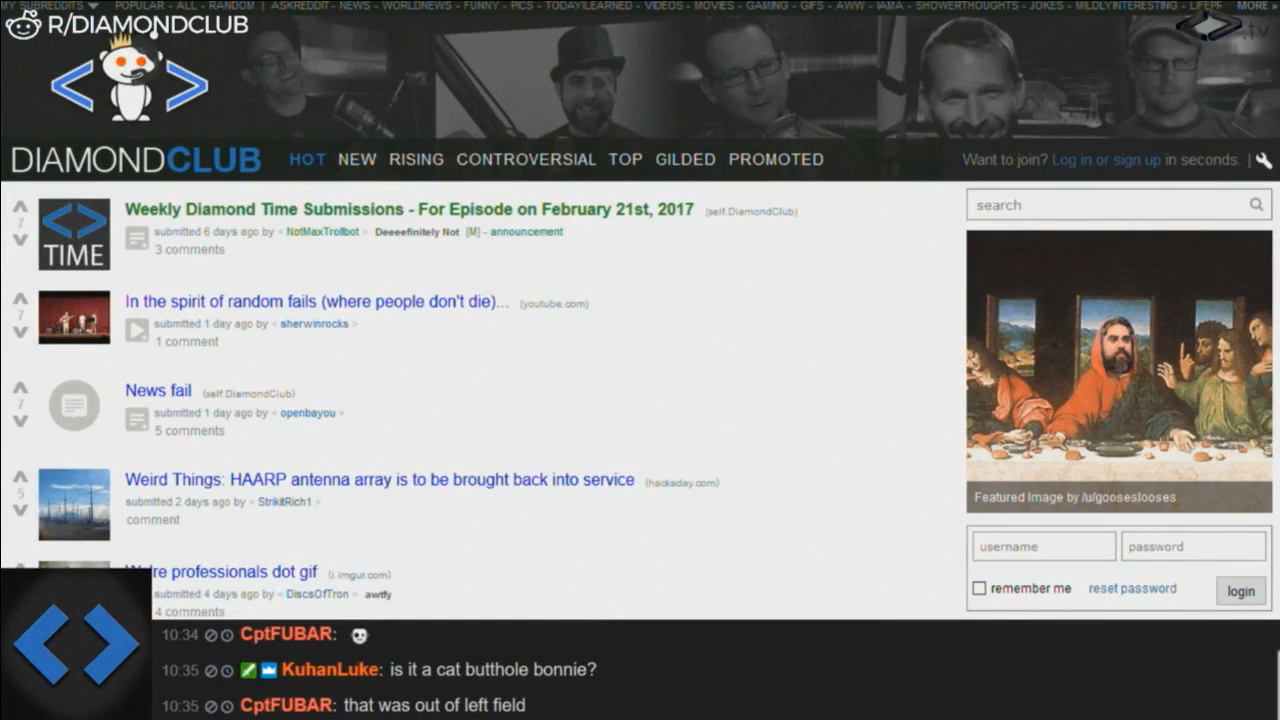 MY SUBREDDITS POPULAR - ALL - RANDOM | ASKREDDIT - NEWS - WORLDNEWS - FUNNY - PICS - TODAYILEARNED - VIDEOS - MOVIES - GAMING - GIFS - AWW - IAMA - SHOWERTHOUGHTS - JOKES - MILDLYINTERESTING - MORE »
R/DIAMONDCLUB
.tv
DIAMONDCLUB HOT NEW RISING CONTROVERSIAL TOP GILDED PROMOTED Want to join? Log in or sign up in seconds. |
7
TIME
Weekly Diamond Time Submissions - For Episode on February 21st, 2017 (self.DiamondClub)
submitted 6 days ago by < NotMaxTrollbot > Deeeefinitely Not [M] - announcement
3 comments
7
In the spirit of random fails (where people don't die)... (youtube.com)
submitted 1 day ago by < sherwinrocks >
1 comment
7
News fail (self.DiamondClub)
submitted 1 day ago by < openbayou >
5 comments
5
Weird Things: HAARP antenna array is to be brought back into service (hackaday.com)
submitted 2 days ago by < StrikitRich1 >
comment
're professionals dot gif (i.imgur.com)
submitted 4 days ago by < DiscsOfTron > awtfy
4 comments
search
Featured Image by /u/gooseslooses
username password
remember me reset password login
10:34 CptFUBAR:
10:35 KuhanLuke: is it a cat butthole bonnie?
10:35 CptFUBAR: that was out of left field